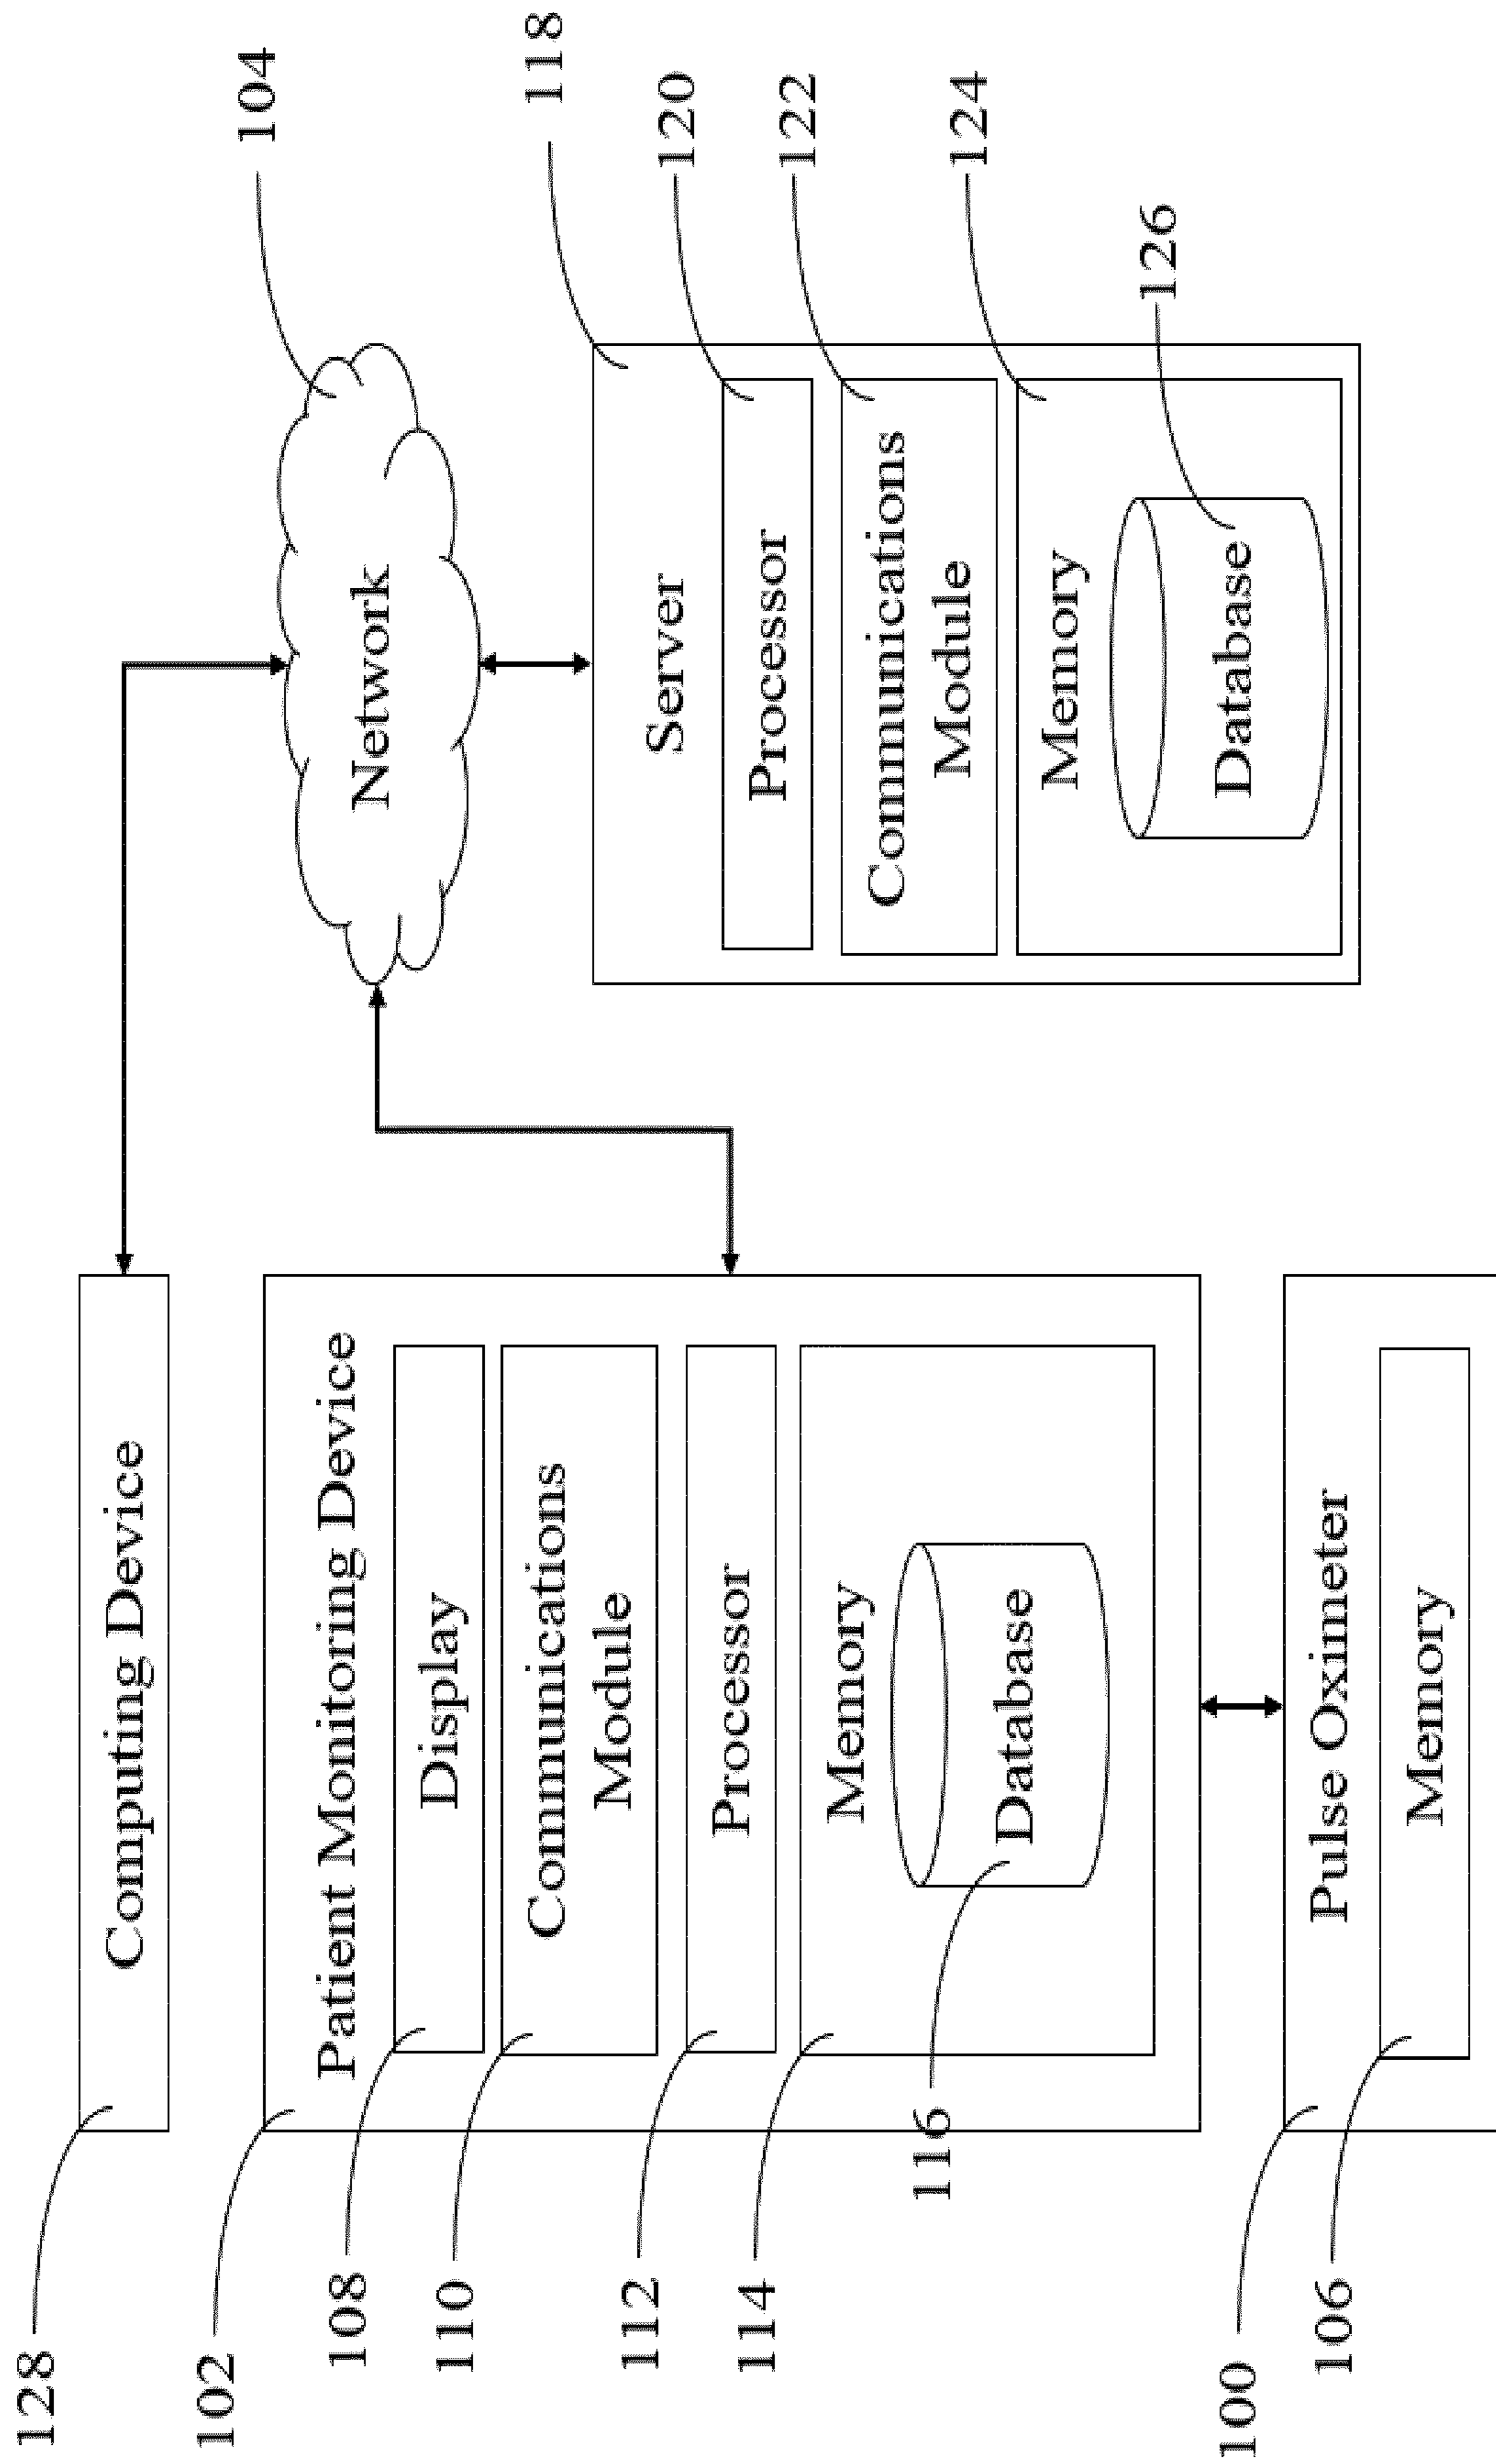 128
Computing Device
104
Network
102
Patient Monitoring Device
108
Display
110
Communications
Module
112
Processor
114
Memory
116
Database
118
Server
120
Processor
122
Communications
Module
124
Memory
126
Database
100
Pulse Oximeter
106
Memory